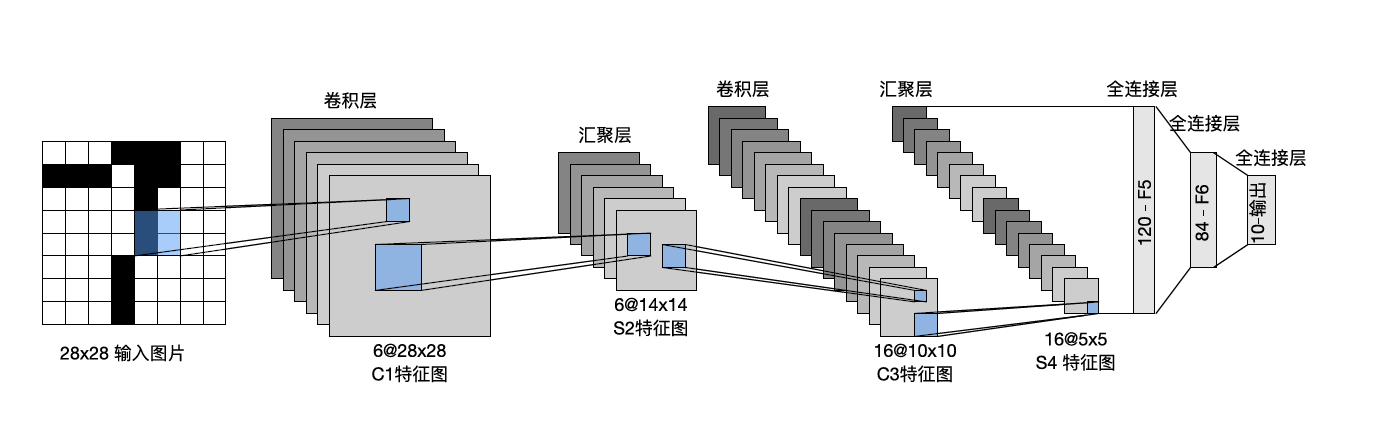 卷积层
汇聚层
卷积层
汇聚层
全连接层
全连接层
全连接层
120 - F5
84 - F6
10-输出
28x28 输入图片
6@28x28
C1特征图
6@14x14
S2特征图
16@10x10
C3特征图
16@5x5
S4 特征图